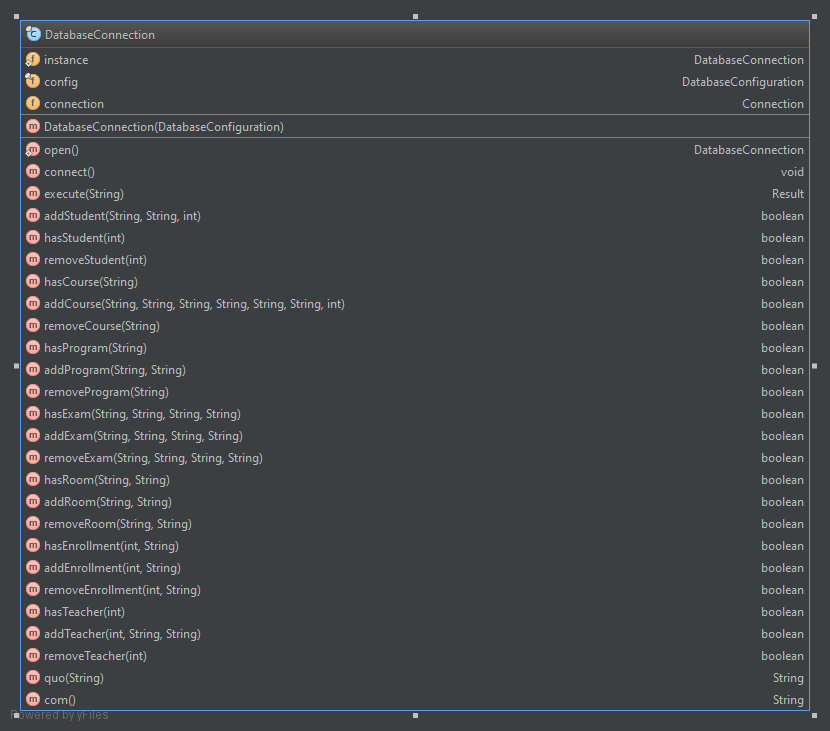 DatabaseConnection
instance DatabaseConnection
config DatabaseConfiguration
connection Connection
DatabaseConnection(DatabaseConfiguration)
open() DatabaseConnection
connect() void
execute(String) Result
addStudent(String, String, int) boolean
hasStudent(int) boolean
removeStudent(int) boolean
hasCourse(String) boolean
addCourse(String, String, String, String, String, String, int) boolean
removeCourse(String) boolean
hasProgram(String) boolean
addProgram(String, String) boolean
removeProgram(String) boolean
hasExam(String, String, String, String) boolean
addExam(String, String, String, String) boolean
removeExam(String, String, String, String) boolean
hasRoom(String, String) boolean
addRoom(String, String) boolean
removeRoom(String, String) boolean
hasEnrollment(int, String) boolean
addEnrollment(int, String) boolean
removeEnrollment(int, String) boolean
hasTeacher(int) boolean
addTeacher(int, String, String) boolean
removeTeacher(int) boolean
quo(String) String
com() String
Powered by yFiles